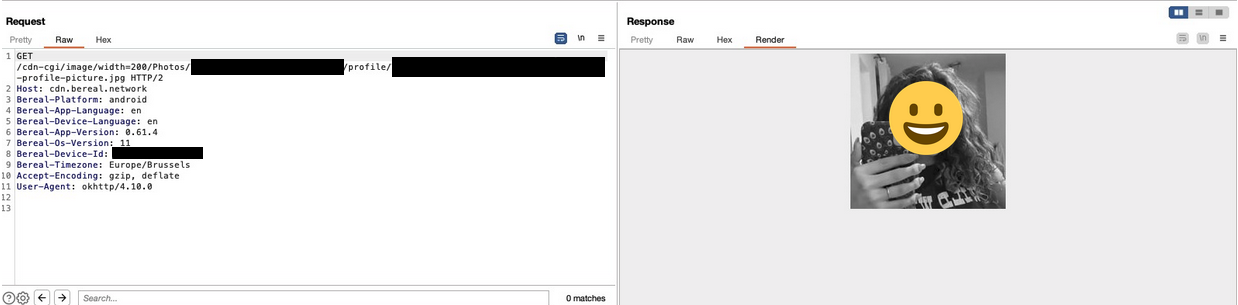 Request
Pretty Raw Hex
\n
1 GET
/cdn-cgi/image/width=200/Photos/ /profile/
-profile-picture.jpg HTTP/2
2 Host: cdn.bereal.network
3 Bereal-Platform: android
4 Bereal-App-Language: en
5 Bereal-Device-Language: en
6 Bereal-App-Version: 0.61.4
7 Bereal-Os-Version: 11
8 Bereal-Device-Id:
9 Bereal-Timezone: Europe/Brussels
10 Accept-Encoding: gzip, deflate
11 User-Agent: okhttp/4.10.0
12
13
Search...
0 matches
Response
Pretty Raw Hex Render
\n